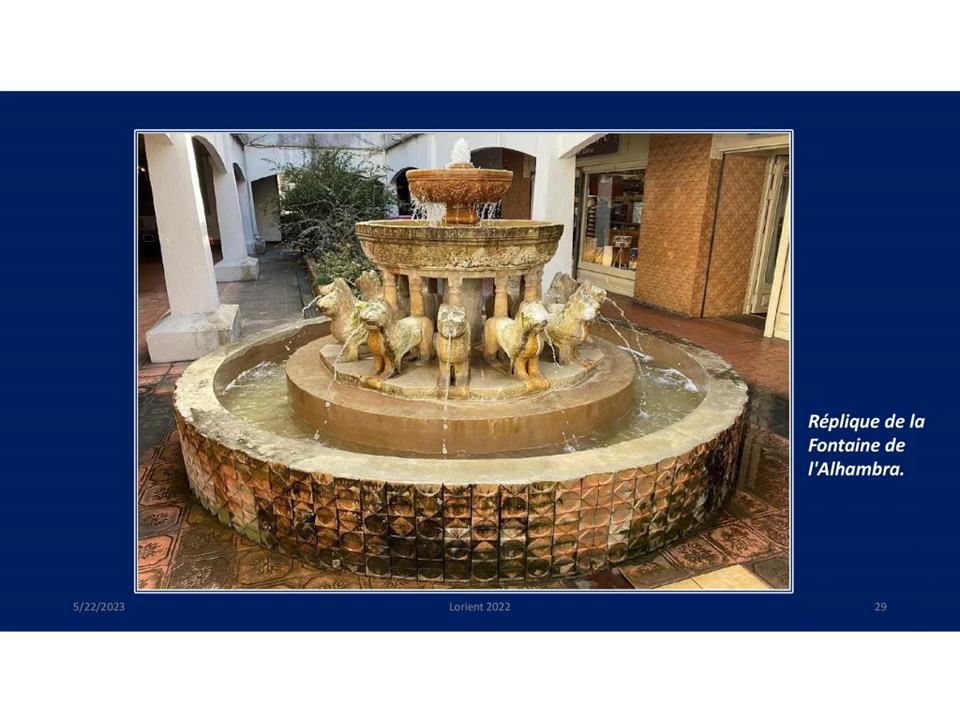 Réplique de la
Fontaine de
l'Alhambra.
5/22/2023
Lorient 2022
29